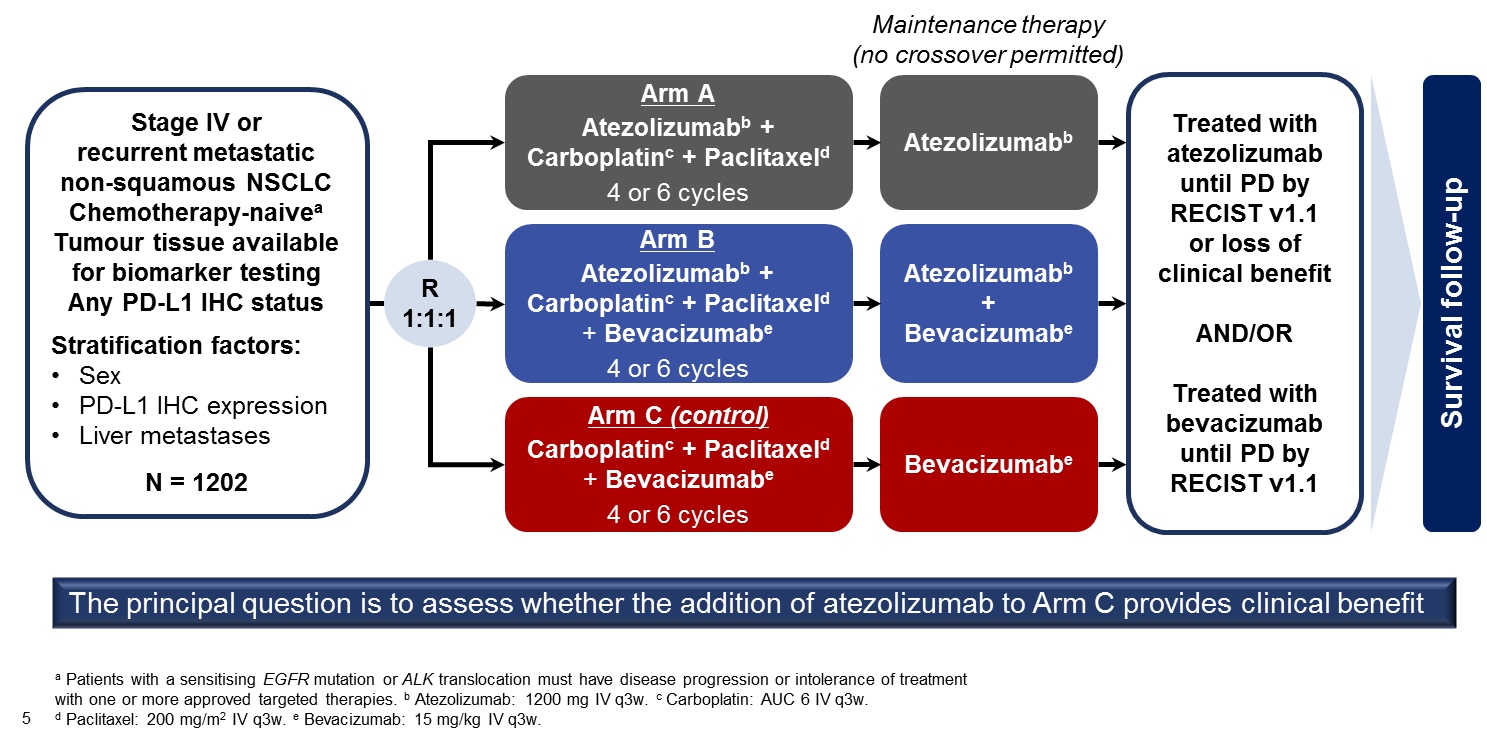 Maintenance therapy
(no crossover permitted)
Stage IV or
recurrent metastatic
non-squamous NSCLC
Chemotherapy-naiveᵃ
Tumour tissue available
for biomarker testing
Any PD-L1 IHC status
Stratification factors:
• Sex
• PD-L1 IHC expression
• Liver metastases
N = 1202
R
1:1:1
Arm A
Atezolizumabᵇ +
Carboplatinᶜ + Paclitaxelᵈ
4 or 6 cycles
Atezolizumabᵇ
Arm B
Atezolizumabᵇ +
Carboplatinᶜ + Paclitaxelᵈ
+ Bevacizumabᵉ
4 or 6 cycles
Atezolizumabᵇ
+
Bevacizumabᵉ
Arm C (control)
Carboplatinᶜ + Paclitaxelᵈ
+ Bevacizumabᵉ
4 or 6 cycles
Bevacizumabᵉ
Treated with
atezolizumab
until PD by
RECIST v1.1
or loss of
clinical benefit
AND/OR
Treated with
bevacizumab
until PD by
RECIST v1.1
Survival follow-up
The principal question is to assess whether the addition of atezolizumab to Arm C provides clinical benefit
ᵃ Patients with a sensitising EGFR mutation or ALK translocation must have disease progression or intolerance of treatment
with one or more approved targeted therapies. ᵇ Atezolizumab: 1200 mg IV q3w. ᶜ Carboplatin: AUC 6 IV q3w.
ᵈ Paclitaxel: 200 mg/m² IV q3w. ᵉ Bevacizumab: 15 mg/kg IV q3w.
5